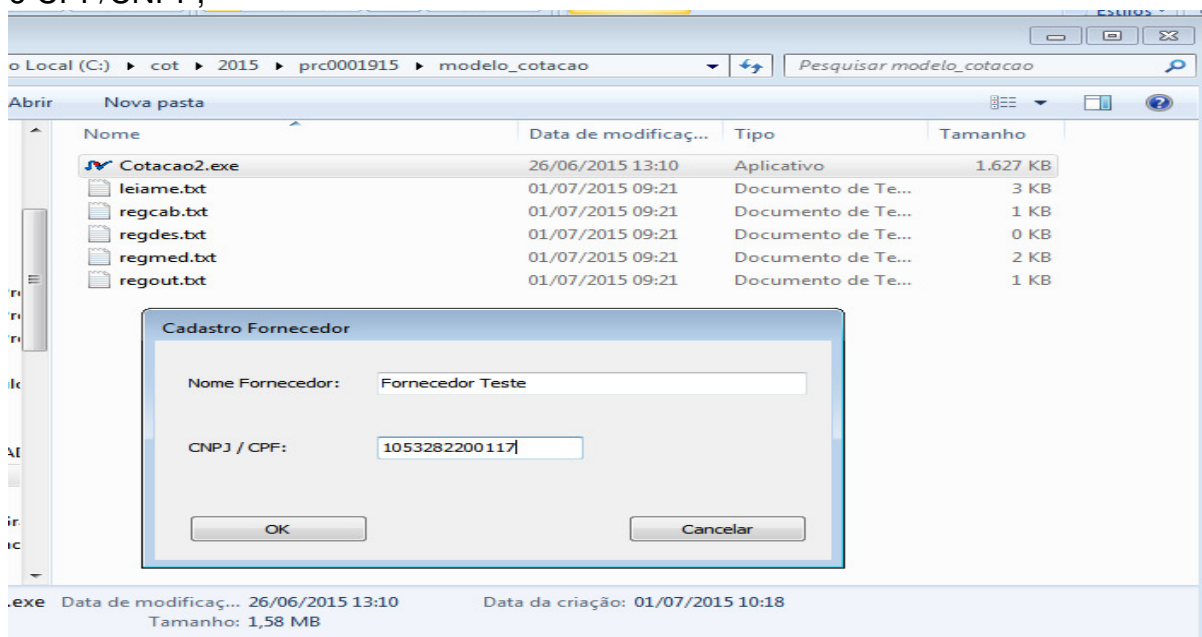 Estilos
o Local (C:) cot 2015 prc0001915 modelo_cotacao Pesquisar modelo_cotacao
Abrir Nova pasta
Nome Data de modificaç... Tipo Tamanho
Cotacao2.exe 26/06/2015 13:10 Aplicativo 1.627 KB
leiame.txt 01/07/2015 09:21 Documento de Te... 3 KB
regcab.txt 01/07/2015 09:21 Documento de Te... 1 KB
regdes.txt 01/07/2015 09:21 Documento de Te... 0 KB
regmed.txt 01/07/2015 09:21 Documento de Te... 2 KB
regout.txt 01/07/2015 09:21 Documento de Te... 1 KB
Cadastro Fornecedor
Nome Fornecedor: Fornecedor Teste
CNPJ / CPF: 1053282200117
OK Cancelar
.exe Data de modificaç... 26/06/2015 13:10 Data da criação: 01/07/2015 10:18
Tamanho: 1,58 MB